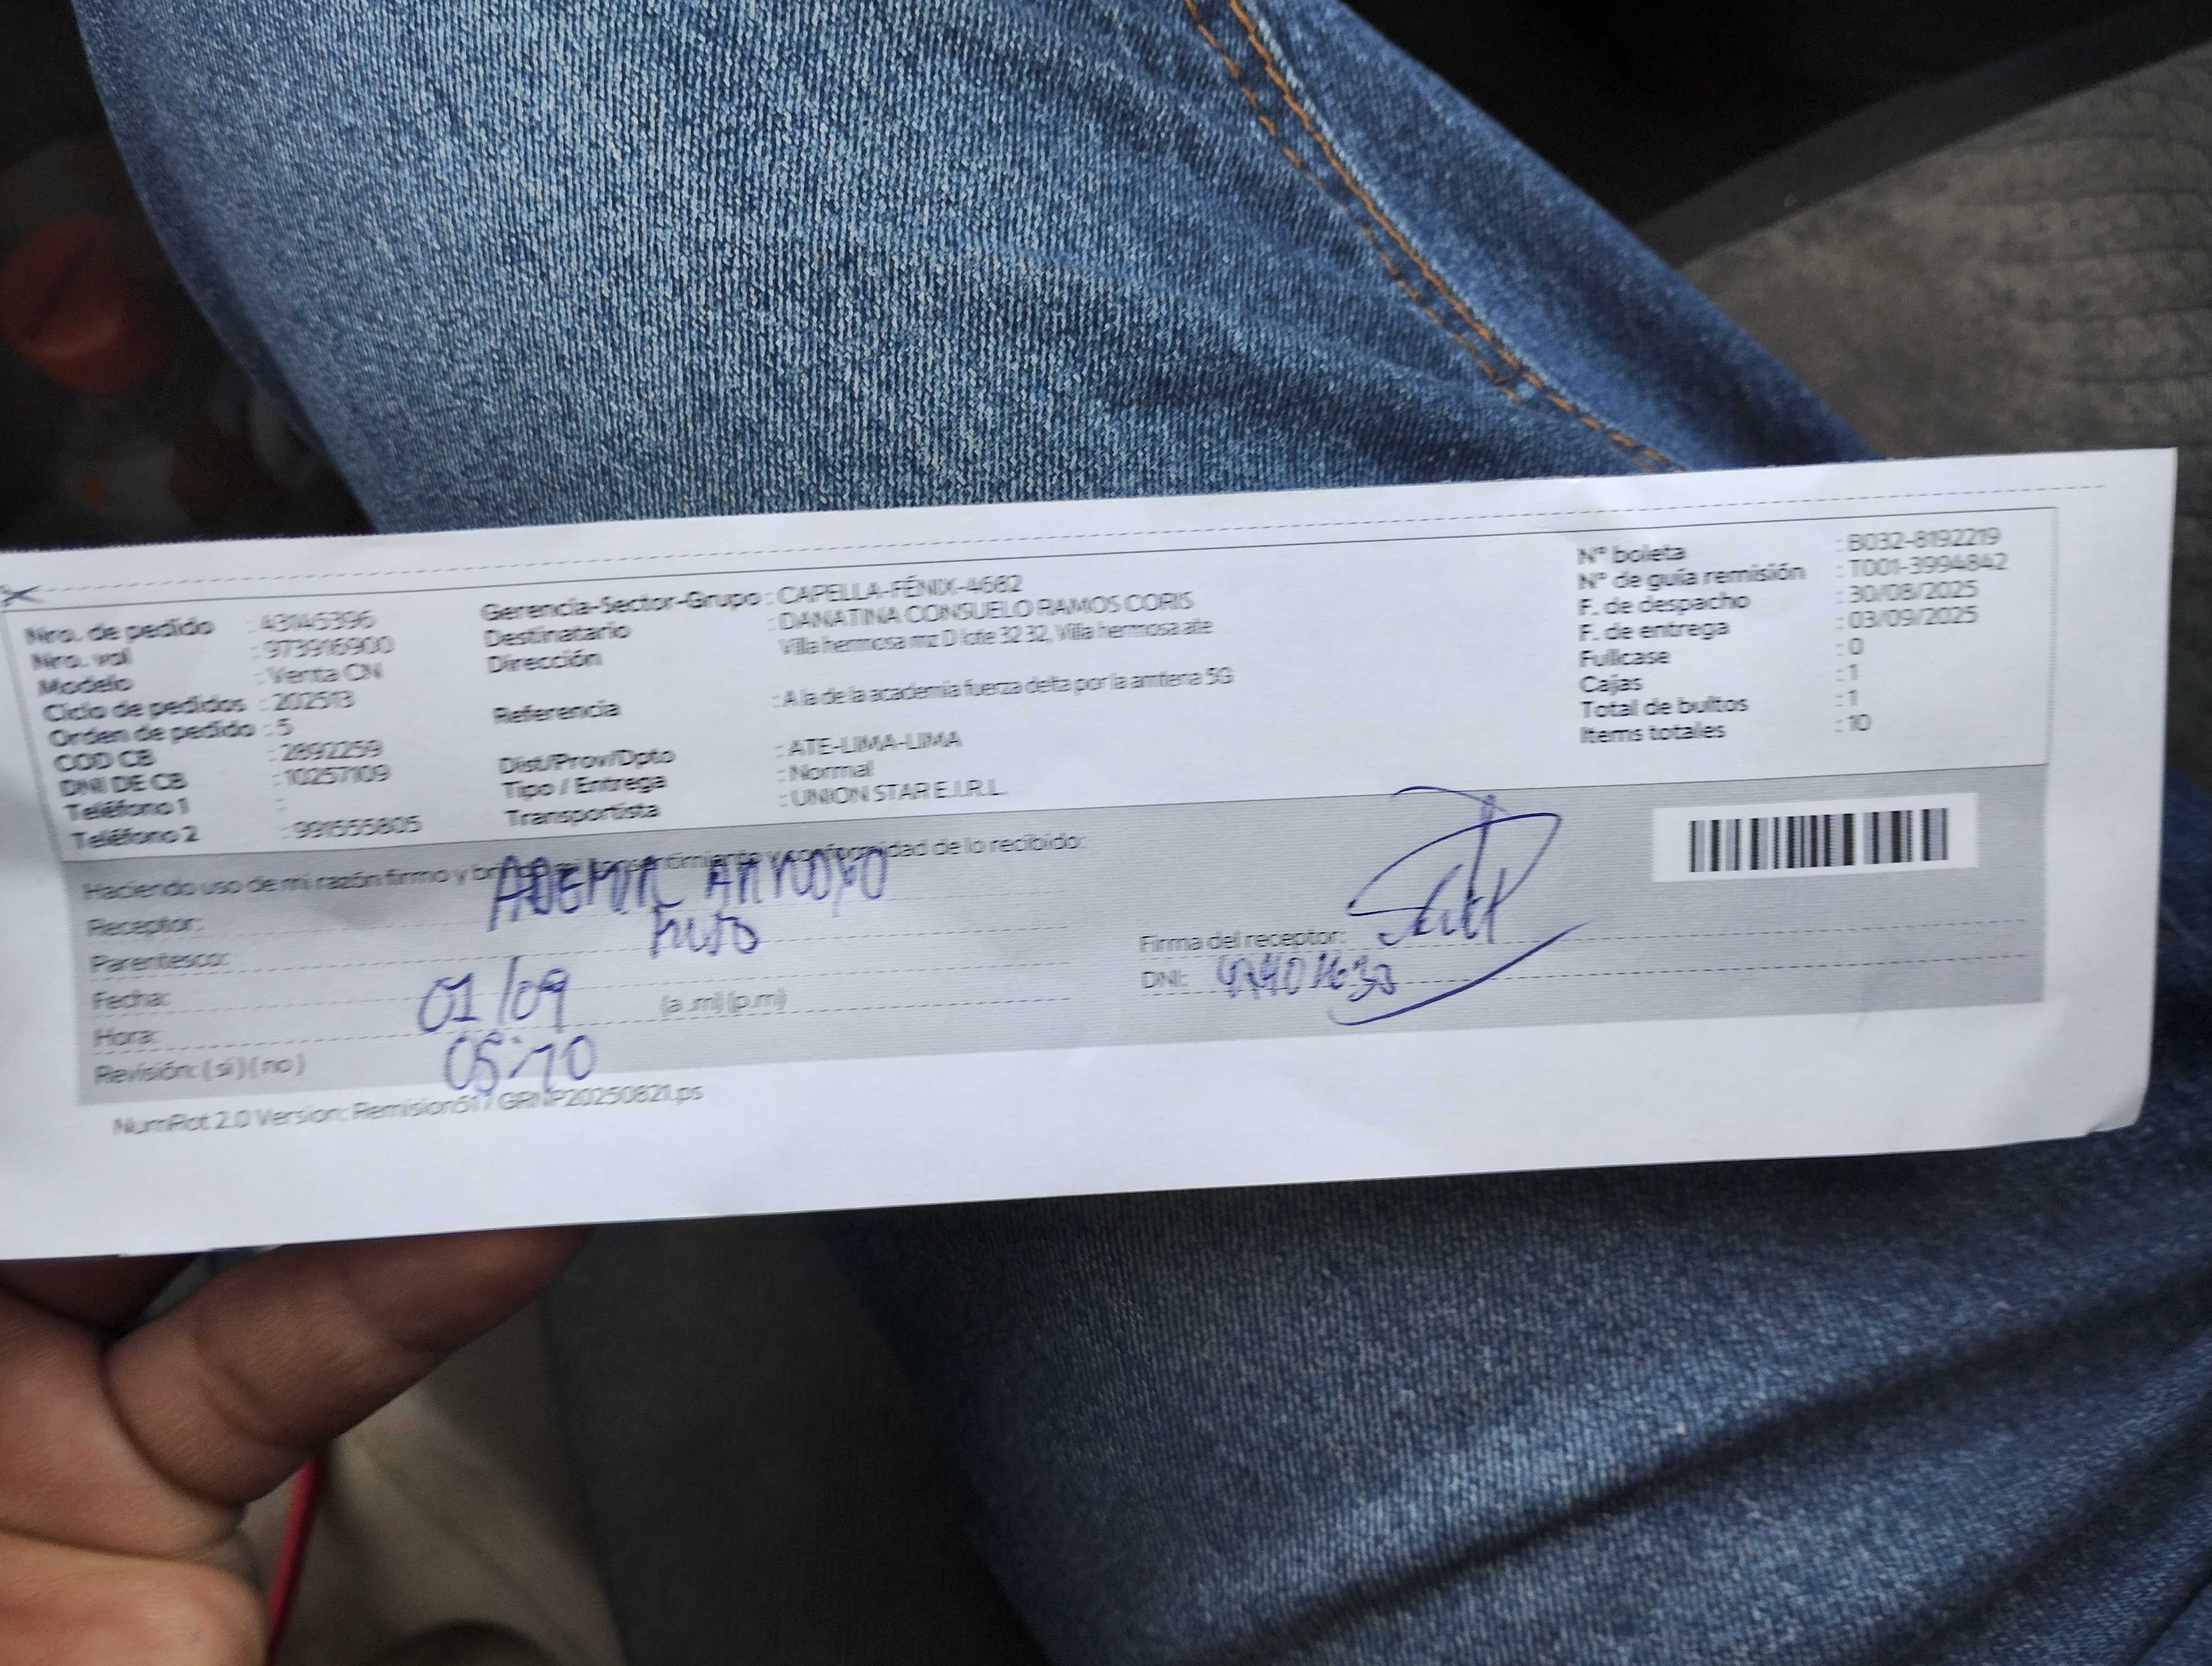 Nro. de pedido : 43146396
Nro. vol : 973916900
Modelo : Venta CN
Ciclo de pedidos : 202513
Orden de pedido : 5
COD CB : 2892259
DNI DE CB : 10257109
Teléfono 1 :
Teléfono 2 : 991555805
Gerencia-Sector-Grupo : CAPELLA-FÉNIX-4682
Destinatario : DANATINA CONSUELO RAMOS CORIS
Dirección Villa hermosa mz D lote 32 32, Villa hermosa ate
Referencia : A la de la academia fuerza delta por la amtiena 5G
Dist/Prov/Dpto : ATE-LIMA-LIMA
Tipo / Entrega : Normal
Transportista : UNION STAR E.I.R.L.
N° boleta : B032-8192219
N° de guía remisión : T001-3994842
F. de despacho : 30/08/2025
F. de entrega : 03/09/2025
Fullcase : 0
Cajas : 1
Total de bultos : 1
Items totales : 10
Haciendo uso de mi razón firmo y brindo mi consentimiento y conformidad de lo recibido:
Receptor: ADEMIR ARROYO
Parentesco: HIJO
Fecha: 01/09 (a.m) (p.m)
Hora: 05:10
Revisión: ( si ) ( no )
Firma del receptor:
DNI:
NumRot 2.0 Version: Remision617 GRNP20250821.ps